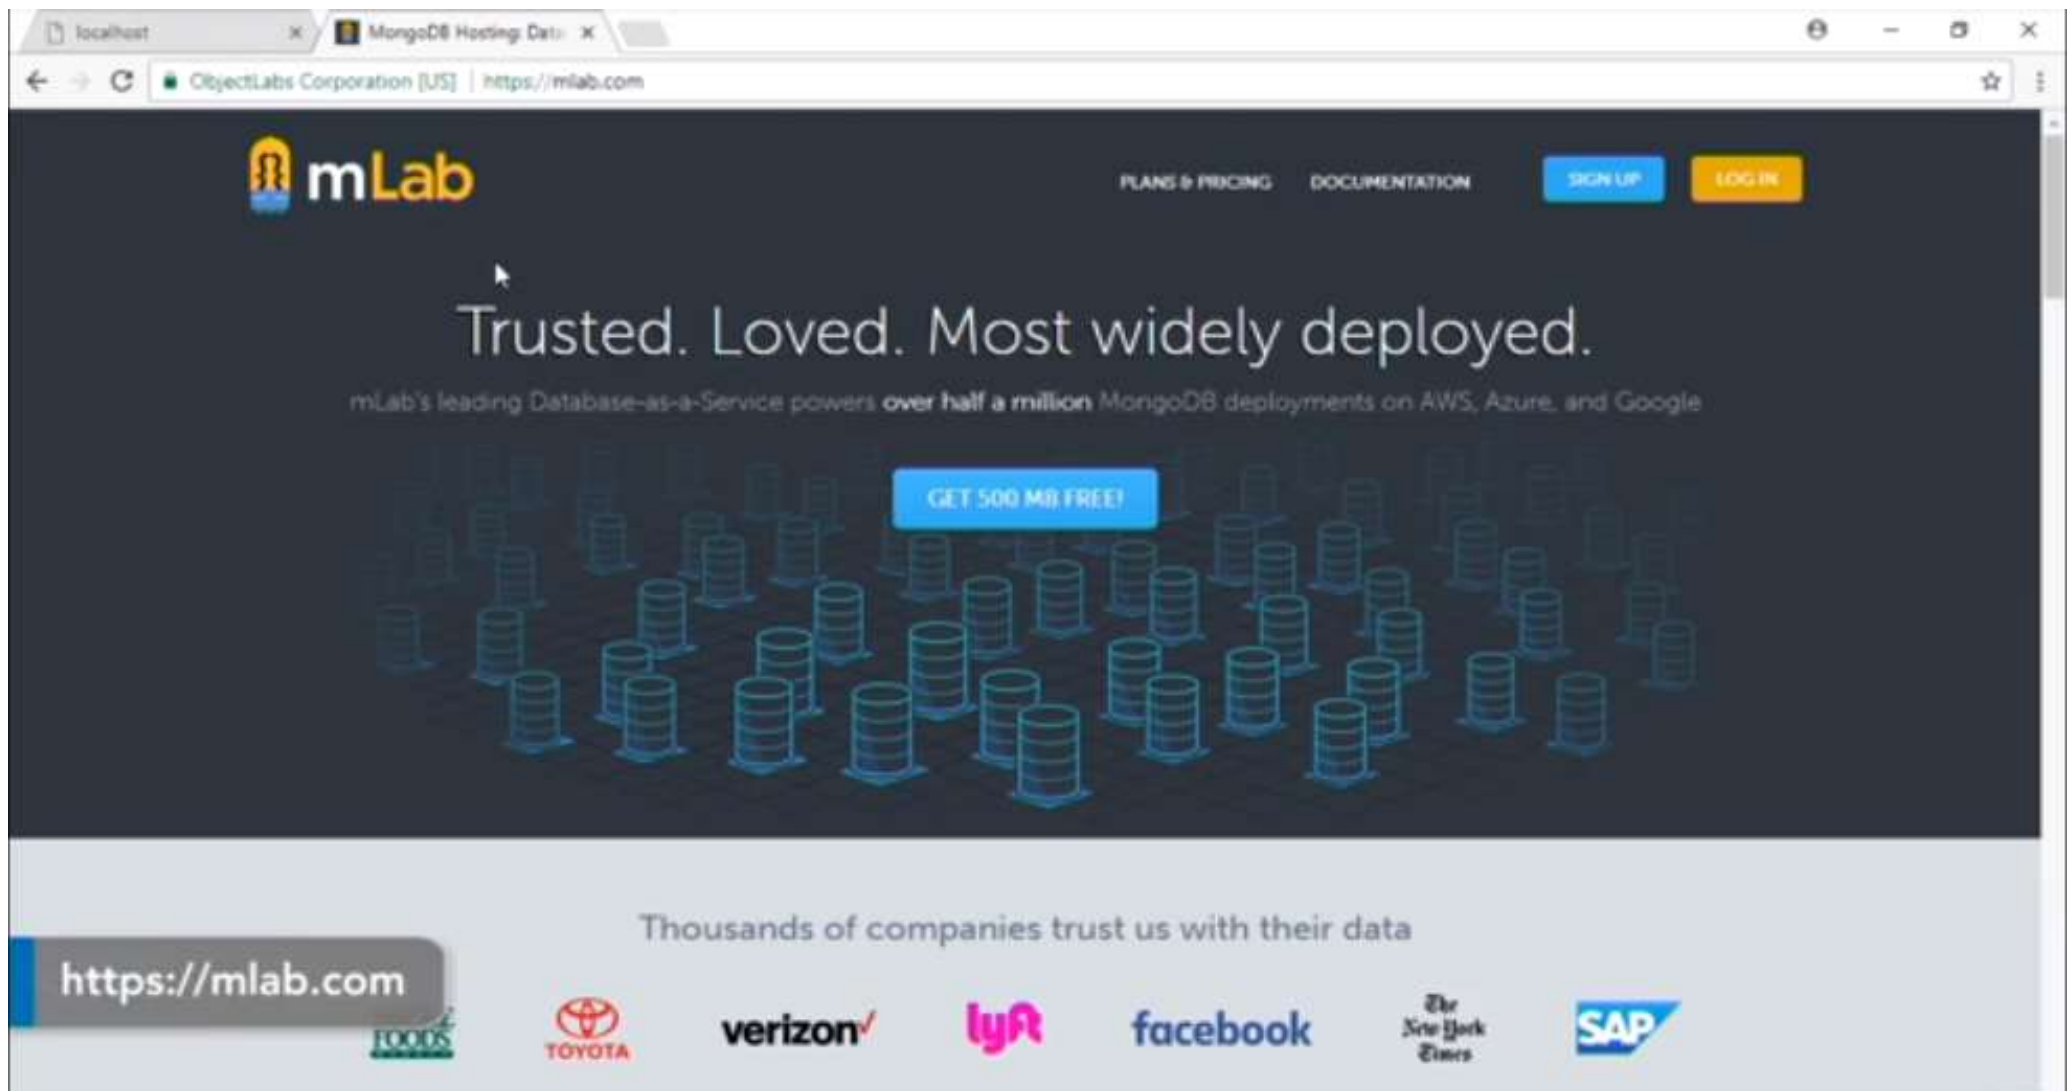 localhost
MongoDB Hosting: Data
ObjectLabs Corporation [US] | https://mlab.com
mLab
PLANS & PRICING DOCUMENTATION SIGN UP LOG IN
Trusted. Loved. Most widely deployed.
mLab's leading Database-as-a-Service powers over half a million MongoDB deployments on AWS, Azure, and Google
GET 500 MB FREE!
Thousands of companies trust us with their data
https://mlab.com
FOODS
TOYOTA
verizon
lyft
facebook
The
New York
Times
SAP